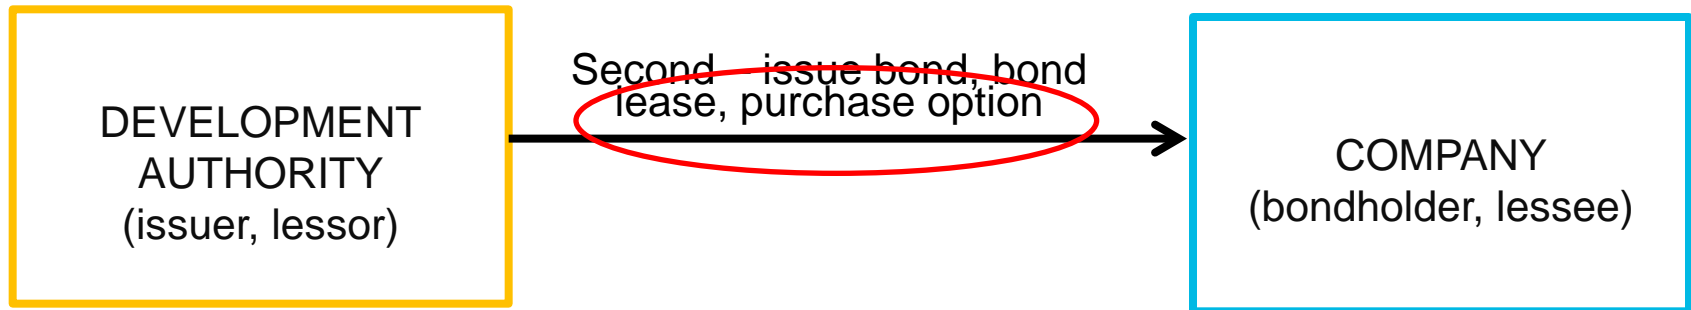 DEVELOPMENT
AUTHORITY
(issuer, lessor)
Second – issue bond, bond
lease, purchase option
COMPANY
(bondholder, lessee)